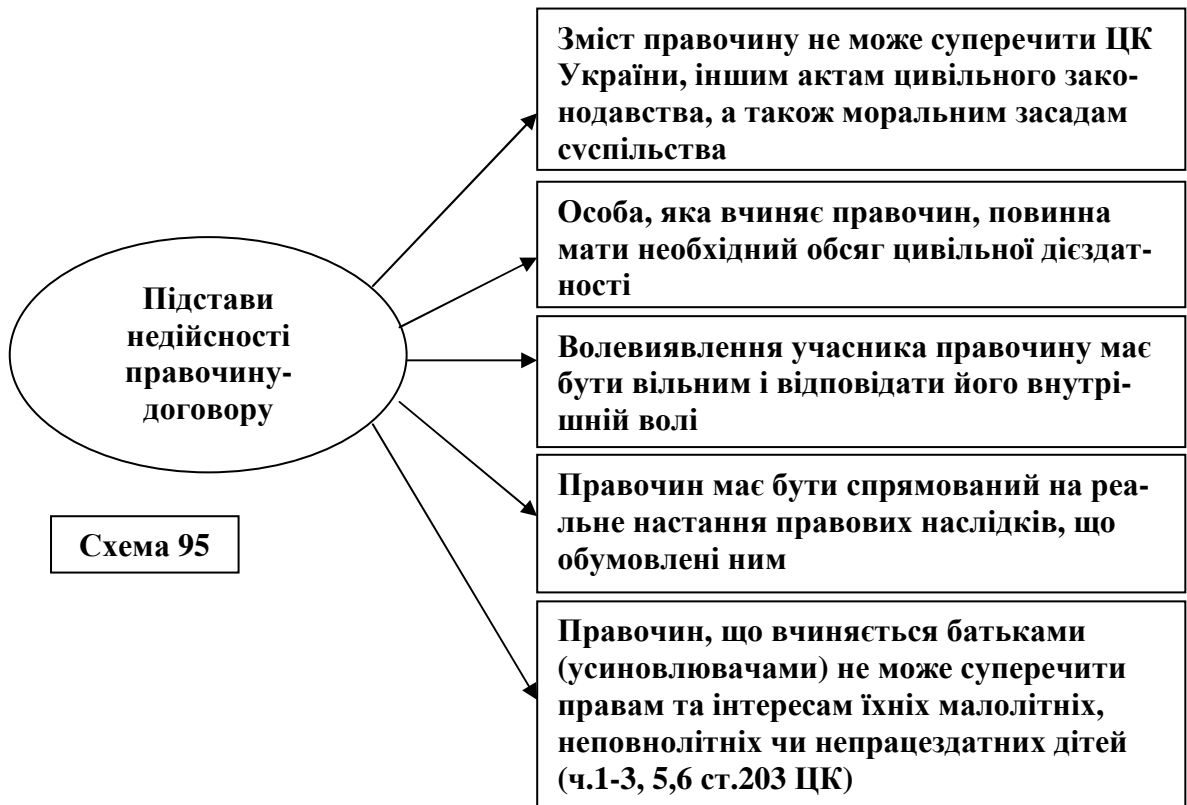 Зміст правочину не може суперечити ЦК
України, іншим актам цивільного зако-
нодавства, а також моральним засадам
суспільства
Особа, яка вчиняє правочин, повинна
мати необхідний обсяг цивільної дієздат-
ності
Підстави
недійсності
правочину-
договору
Волевиявлення учасника правочину має
бути вільним і відповідати його внутрі-
шній волі
Правочин має бути спрямований на реа-
льне настання правових наслідків, що
обумовлені ним
Схема 95
Правочин, що вчиняється батьками
(усиновлювачами) не може суперечити
правам та інтересам їхніх малолітніх,
неповнолітніх чи непрацездатних дітей
(ч.1-3, 5,6 ст.203 ЦК)